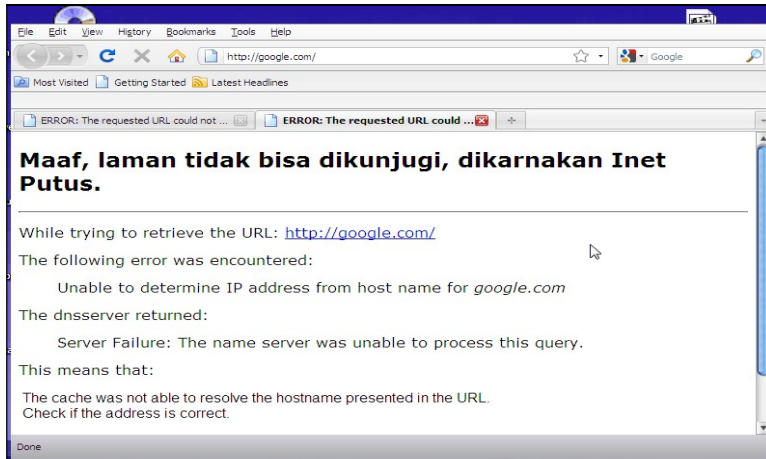 File Edit View History Bookmarks Tools Help
http://google.com/ Google
Most Visited Getting Started Latest Headlines
ERROR: The requested URL could not ... ERROR: The requested URL could ...
Maaf, laman tidak bisa dikunjugi, dikarnakan Inet
Putus.
While trying to retrieve the URL: http://google.com/
The following error was encountered:
Unable to determine IP address from host name for google.com
The dnsserver returned:
Server Failure: The name server was unable to process this query.
This means that:
The cache was not able to resolve the hostname presented in the URL.
Check if the address is correct.
Done